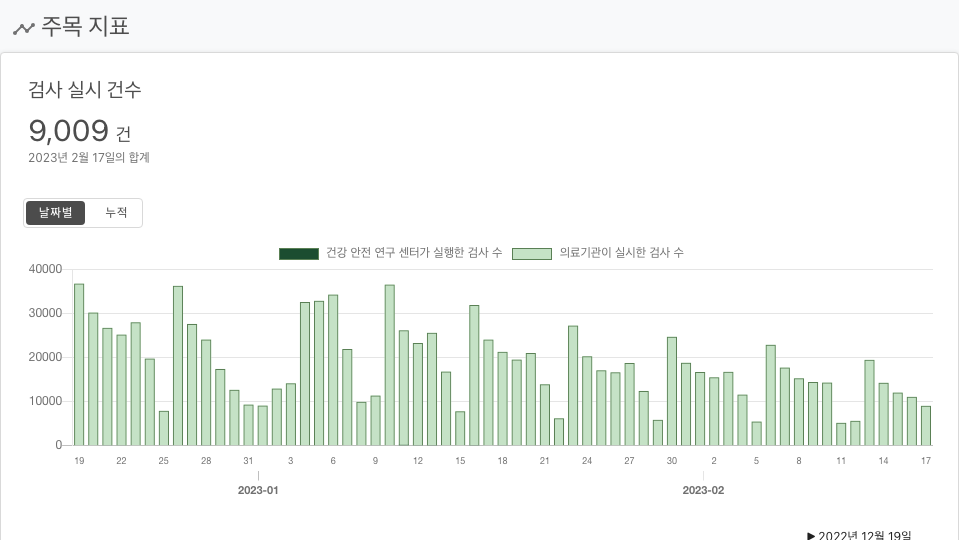 주목 지표
검사 실시 건수
9,009 건
2023년 2월 17일의 합계
날짜별 누적
건강 안전 연구 센터가 실행한 검사 수 의료기관이 실시한 검사 수
40000
30000
20000
10000
0
19 22 25 28 31 3 6 9 12 15 18 21 24 27 30 2 5 8 11 14 17
2023-01 2023-02
▶ 2022년 12월 19일